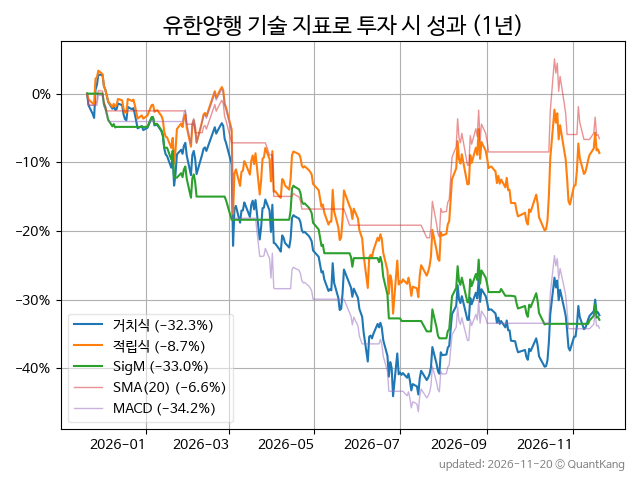 유한양행 기술 지표로 투자 시 성과 (1년)
0%
−10%
−20%
−30%
−40%
거치식 (−32.3%)
적립식 (−8.7%)
SigM (−33.0%)
SMA(20) (−6.6%)
MACD (−34.2%)
2026−01 2026−03 2026−05 2026−07 2026−09 2026−11
updated: 2026−11−20 ⓒ QuantKang